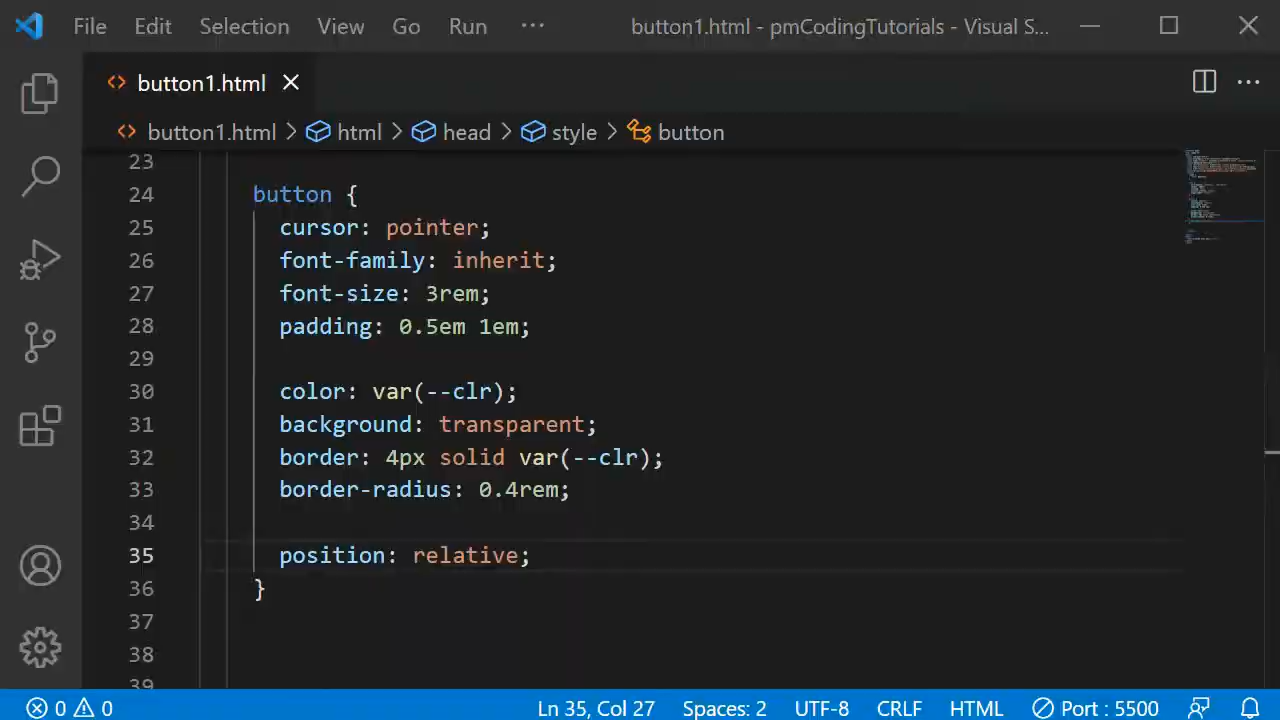 File Edit Selection View Go Run ··· button1.html - pmCodingTutorials - Visual S...
button1.html
button1.html > html > head > style > button
23
24 button {
25 cursor: pointer;
26 font-family: inherit;
27 font-size: 3rem;
28 padding: 0.5em 1em;
29
30 color: var(--clr);
31 background: transparent;
32 border: 4px solid var(--clr);
33 border-radius: 0.4rem;
34
35 position: relative;
36 }
37
38
39
0 0 Ln 35, Col 27 Spaces: 2 UTF-8 CRLF HTML Port : 5500